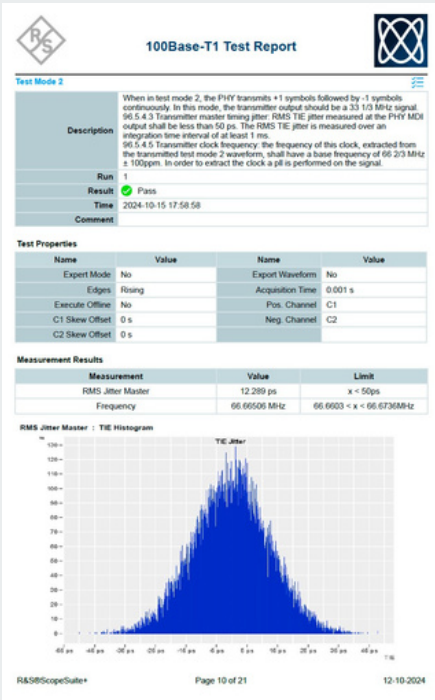 R&S
100Base-T1 Test Report
Test Mode 2
Description
When in test mode 2, the PHY transmits +1 symbols followed by -1 symbols
continuously. In this mode, the transmitter output should be a 33 1/3 MHz signal.
96.5.4.3 Transmitter master timing jitter: RMS TIE jitter measured at the PHY MDI
output shall be less than 50 ps. The RMS TIE jitter is measured over an
integration time interval of at least 1 ms.
96.5.4.5 Transmitter clock frequency: the frequency of this clock, extracted from
the transmitted test mode 2 waveform, shall have a base frequency of 66 2/3 MHz
± 100ppm. In order to extract the clock a pll is performed on the signal.
Run 1
Result Pass
Time 2024-10-15 17:58:58
Comment
Test Properties
Name Value Name Value
Expert Mode No Export Waveform No
Edges Rising Acquisition Time 0.001 s
Execute Offline No Pos. Channel C1
C1 Skew Offset 0 s Neg. Channel C2
C2 Skew Offset 0 s
Measurement Results
Measurement Value Limit
RMS Jitter Master 12.289 ps x < 50ps
Frequency 66.66506 MHz 66.6603 < x < 66.6736MHz
RMS Jitter Master : TIE Histogram
TIE Jitter
R&S®ScopeSuite+ Page 10 of 21 12-10-2024